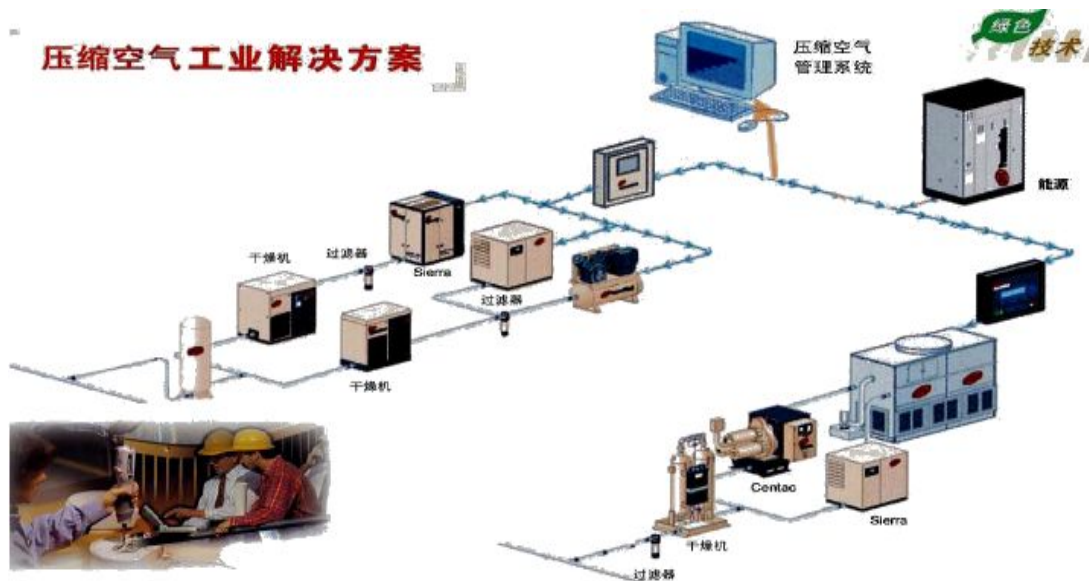 压缩空气工业解决方案
绿色
技术
压缩空气
管理系统
能源
干燥机
过滤器
Sierra
过滤器
干燥机
Centac
Sierra
干燥机
过滤器